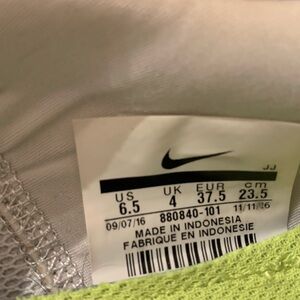 JJ
US UK EUR cm
6.5 4 37.5 23.5
09/07/16 880840-101 11/11/16
MADE IN INDONESIA
FABRIQUE EN INDONESIE